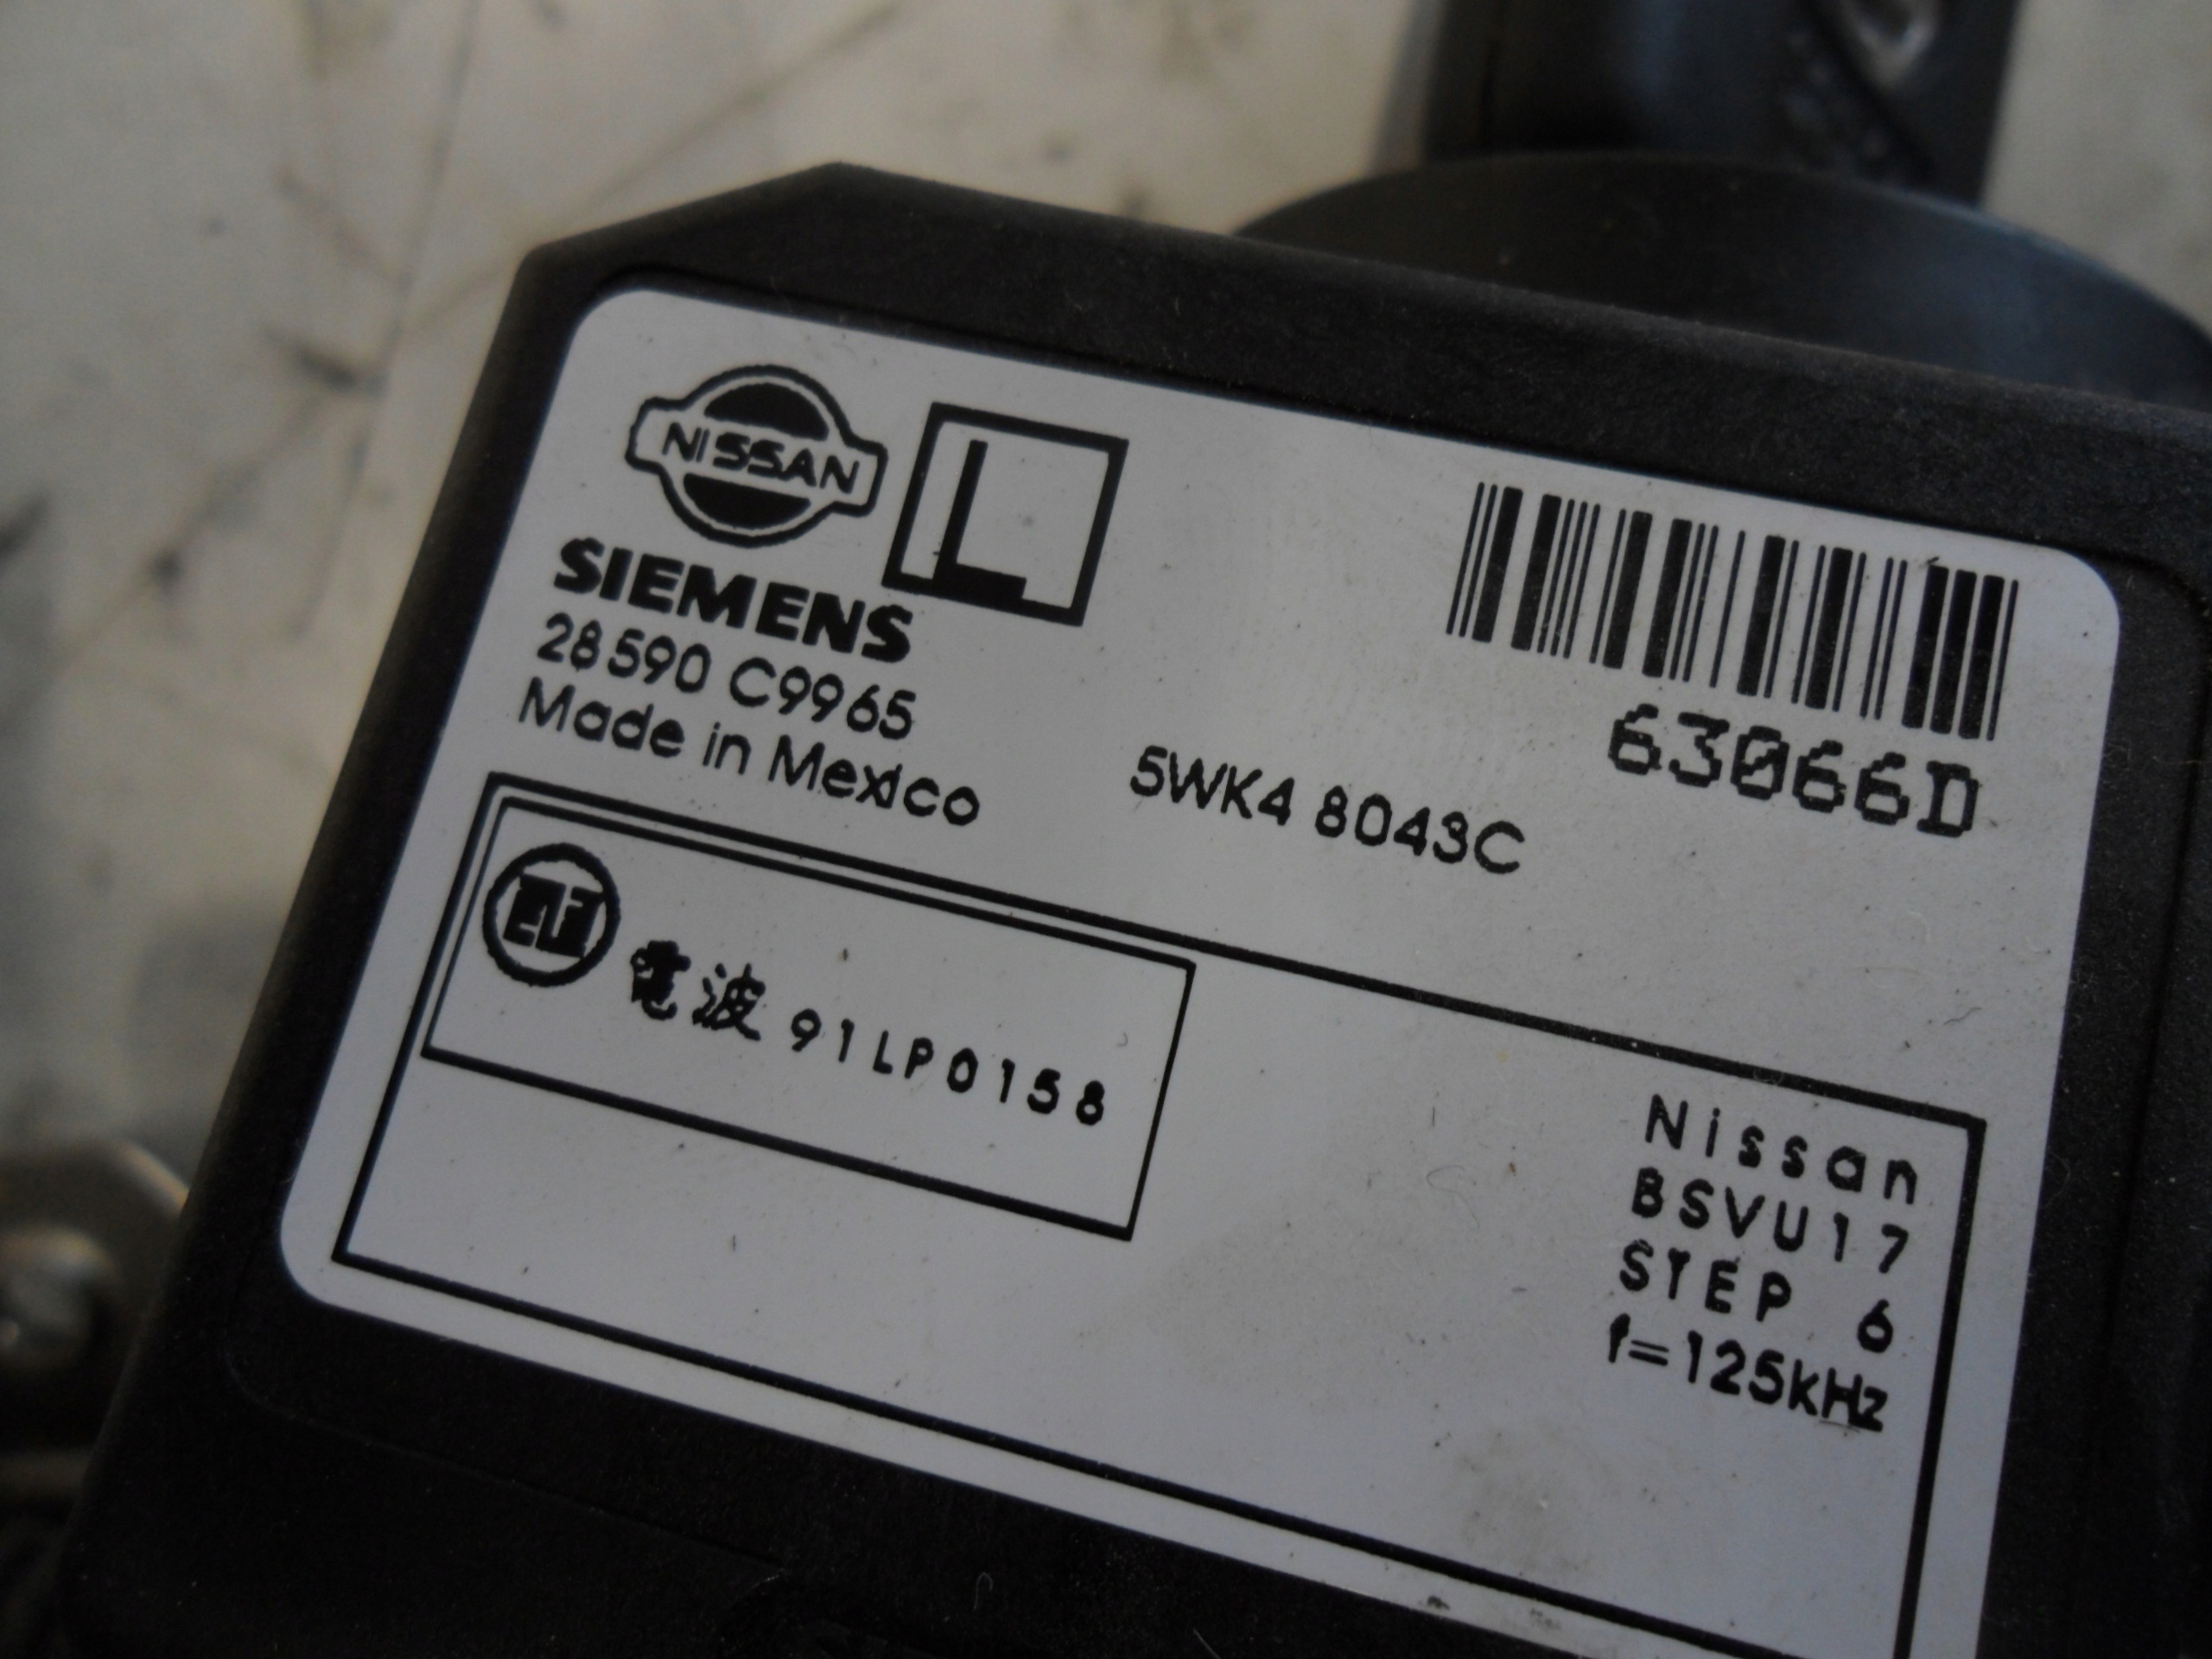 NISSAN
L
SIEMENS
28590 C9965
Made in Mexico
63066D
5WK4 8043C
電波 91LP0158
Nissan
BSVU17
STEP 6
f=125kHz